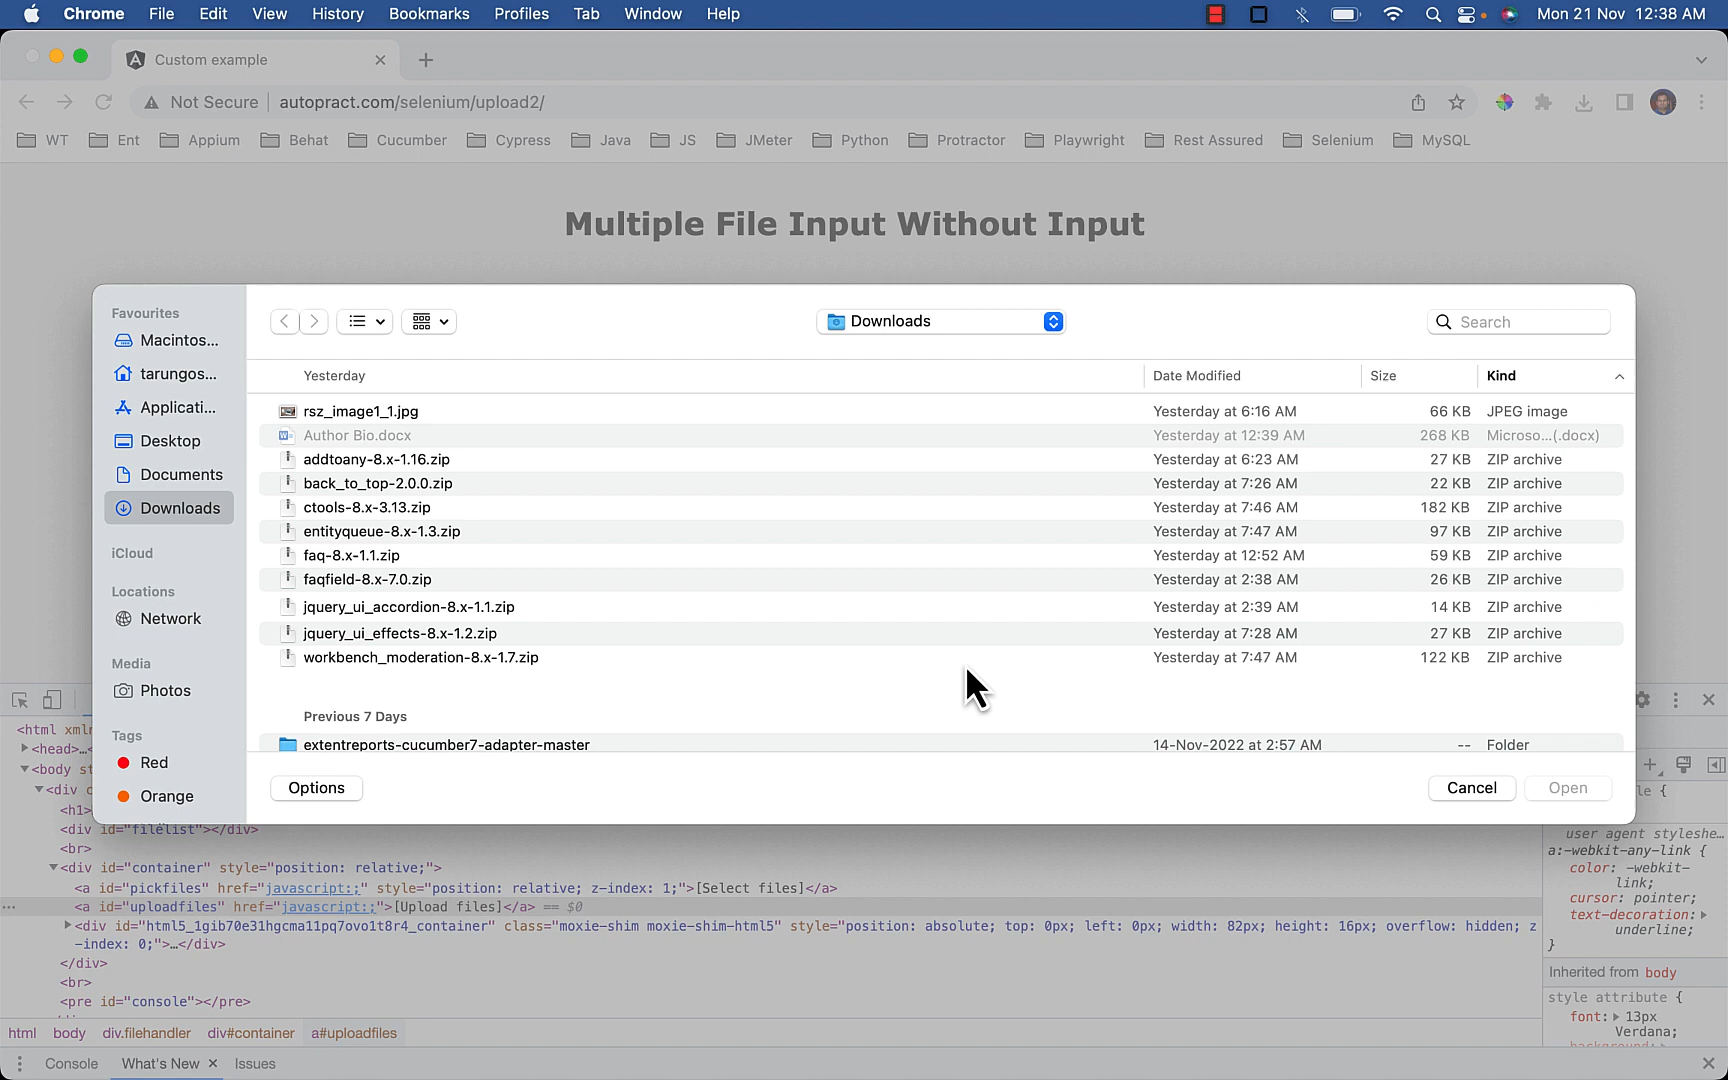 Chrome File Edit View History Bookmarks Profiles Tab Window Help Mon 21 Nov 12:38 AM
Custom example
Not Secure autopract.com/selenium/upload2/
WT Ent Appium Behat Cucumber Cypress Java JS JMeter Python Protractor Playwright Rest Assured Selenium MySQL
Multiple File Input Without Input
Favourites
Macintos...
tarungos...
Applicati...
Desktop
Documents
Downloads
iCloud
Locations
Network
Media
Photos
Tags
Red
Orange
Downloads
Search
Yesterday Date Modified Size Kind
rsz_image1_1.jpg Yesterday at 6:16 AM 66 KB JPEG image
Author Bio.docx Yesterday at 12:39 AM 268 KB Microso...(.docx)
addtoany-8.x-1.16.zip Yesterday at 6:23 AM 27 KB ZIP archive
back_to_top-2.0.0.zip Yesterday at 7:26 AM 22 KB ZIP archive
ctools-8.x-3.13.zip Yesterday at 7:46 AM 182 KB ZIP archive
entityqueue-8.x-1.3.zip Yesterday at 7:47 AM 97 KB ZIP archive
faq-8.x-1.1.zip Yesterday at 12:52 AM 59 KB ZIP archive
faqfield-8.x-7.0.zip Yesterday at 2:38 AM 26 KB ZIP archive
jquery_ui_accordion-8.x-1.1.zip Yesterday at 2:39 AM 14 KB ZIP archive
jquery_ui_effects-8.x-1.2.zip Yesterday at 7:28 AM 27 KB ZIP archive
workbench_moderation-8.x-1.7.zip Yesterday at 7:47 AM 122 KB ZIP archive
Previous 7 Days
extentreports-cucumber7-adapter-master 14-Nov-2022 at 2:57 AM -- Folder
Options Cancel Open
<html xmln
<head>…<
<body st
<div c
<h1>
<div id="filelist"></div>
<br>
<div id="container" style="position: relative;">
<a id="pickfiles" href="javascript:;" style="position: relative; z-index: 1;">[Select files]</a>
<a id="uploadfiles" href="javascript:;">[Upload files]</a> == $0
<div id="html5_1gib70e31hgcma11pq7ovo1t8r4_container" class="moxie-shim moxie-shim-html5" style="position: absolute; top: 0px; left: 0px; width: 82px; height: 16px; overflow: hidden; z
-index: 0;">…</div>
</div>
<br>
<pre id="console"></pre>
le {
user agent styleshe…
a:-webkit-any-link {
color: -webkit-
link;
cursor: pointer;
text-decoration:
underline;
}
Inherited from body
style attribute {
font: 13px
Verdana;
html body div.filehandler div#container a#uploadfiles
Console What's New Issues